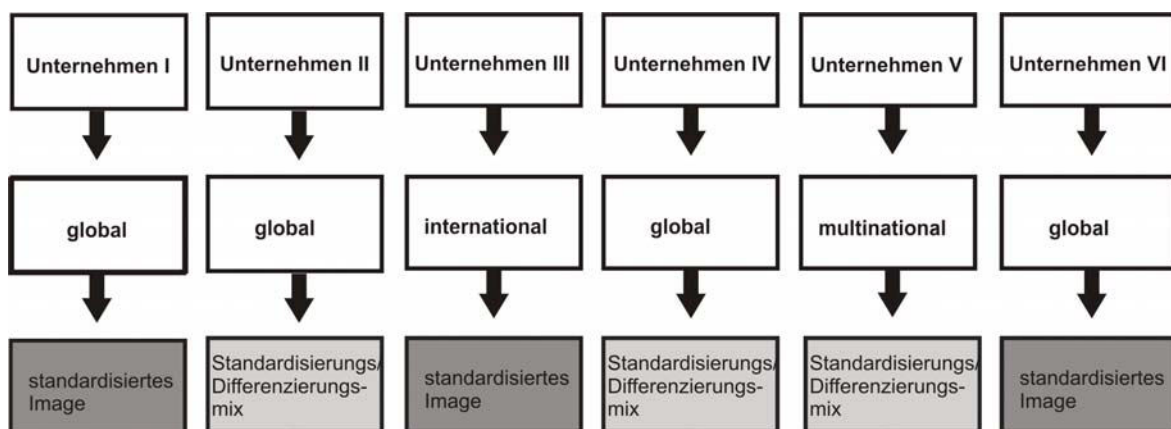 Unternehmen I
Unternehmen II
Unternehmen III
Unternehmen IV
Unternehmen V
Unternehmen VI
global
global
international
global
multinational
global
standardisiertes
Image
Standardisierungs/
Differenzierungs-
mix
standardisiertes
Image
Standardisierungs/
Differenzierungs-
mix
Standardisierungs/
Differenzierungs-
mix
standardisiertes
Image